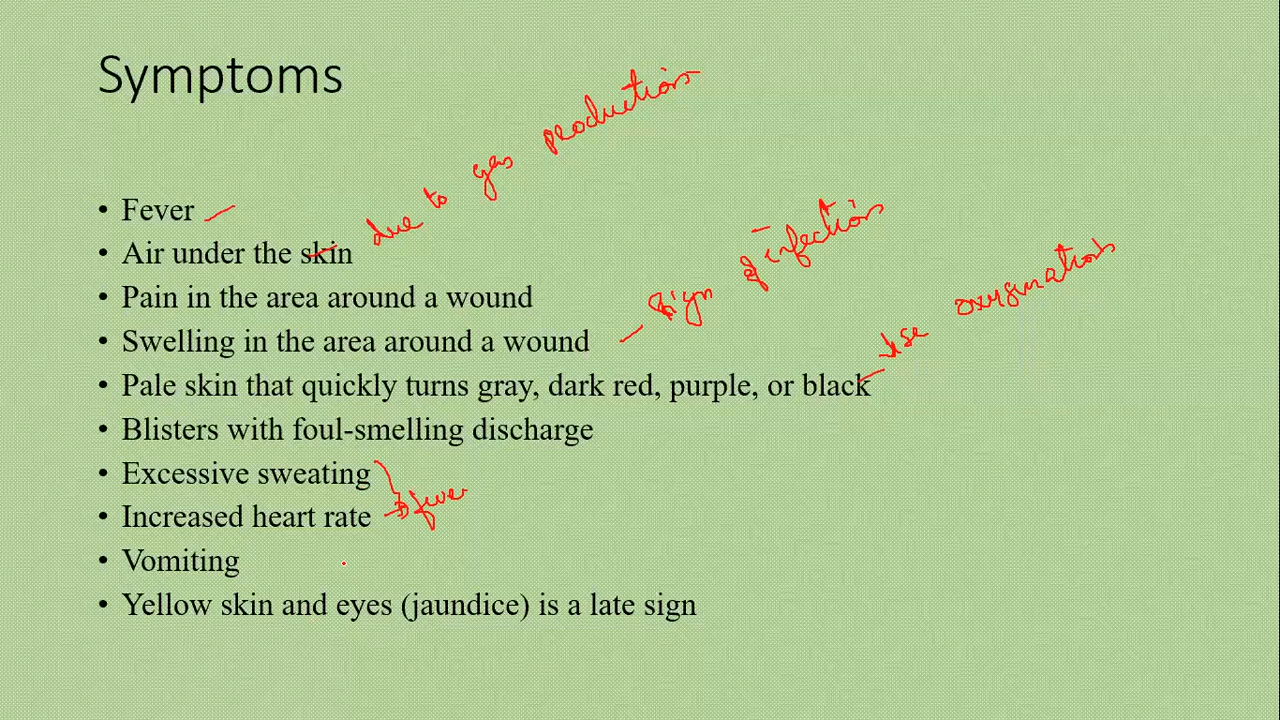 Symptoms
due to gas production
• Fever
• Air under the skin
• Pain in the area around a wound
sign of infection
• Swelling in the area around a wound
oxygenation
• Pale skin that quickly turns gray, dark red, purple, or black
• Blisters with foul-smelling discharge
• Excessive sweating
fever
• Increased heart rate
• Vomiting
• Yellow skin and eyes (jaundice) is a late sign